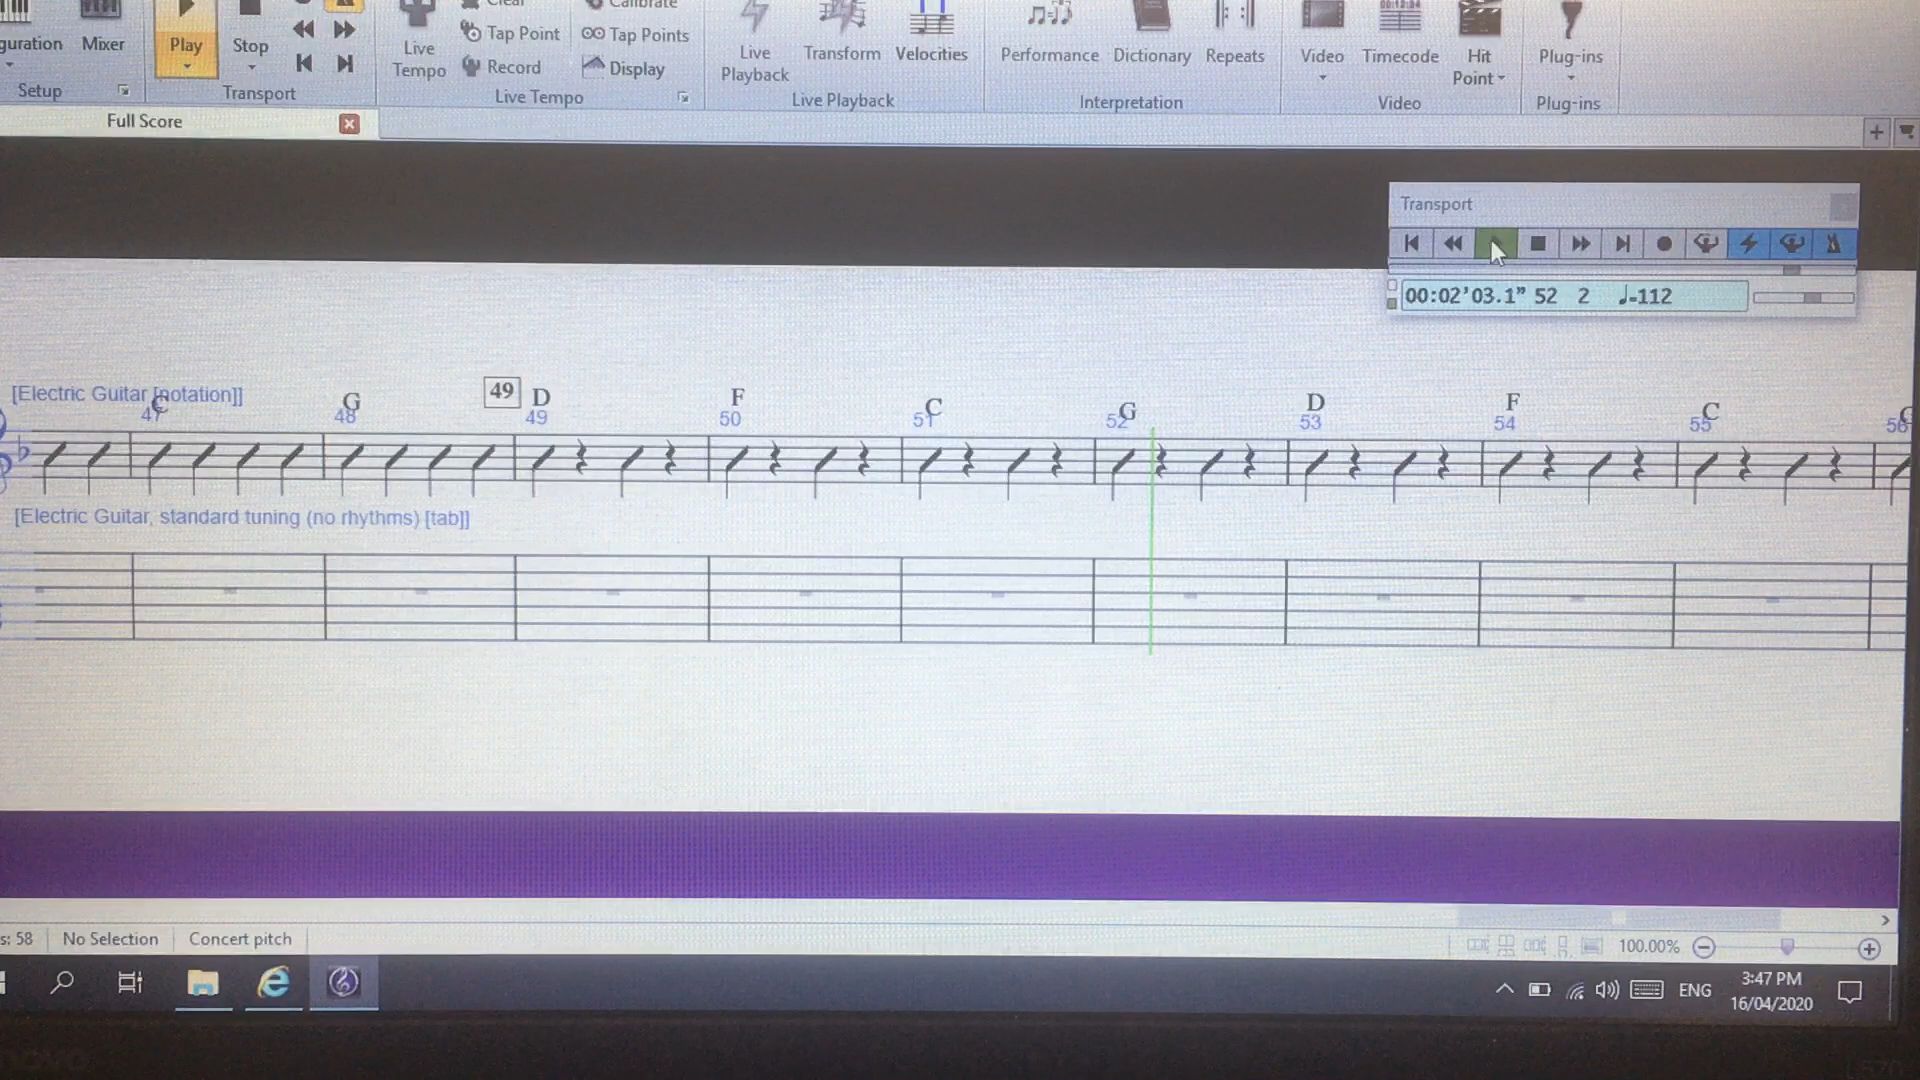 Clear Calibrate
guration Mixer Play Stop Live Tempo Tap Point Tap Points Live Playback Transform Velocities Performance Dictionary Repeats Video Timecode Hit Point Plug-ins
Record Display
Setup Transport Live Tempo Live Playback Interpretation Video Plug-ins
Full Score
Transport
00:02'03.1" 52 2 ♩=112
[Electric Guitar [notation]]
C G 49 D F C G D F C
47 48 49 50 51 52 53 54 55 56
[Electric Guitar, standard tuning (no rhythms) [tab]]
s: 58 No Selection Concert pitch 100.00%
ENG 3:47 PM
16/04/2020